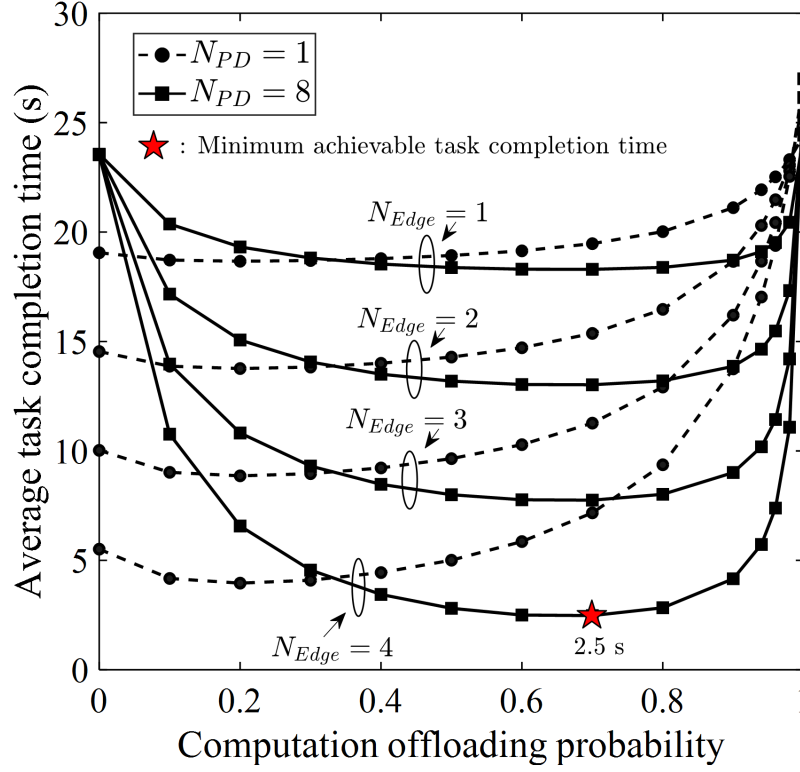 30
25
20
15
10
5
0
Average task completion time (s)
N_PD = 1
N_PD = 8
: Minimum achievable task completion time
N_Edge = 1
N_Edge = 2
N_Edge = 3
N_Edge = 4
2.5 s
0 0.2 0.4 0.6 0.8
Computation offloading probability